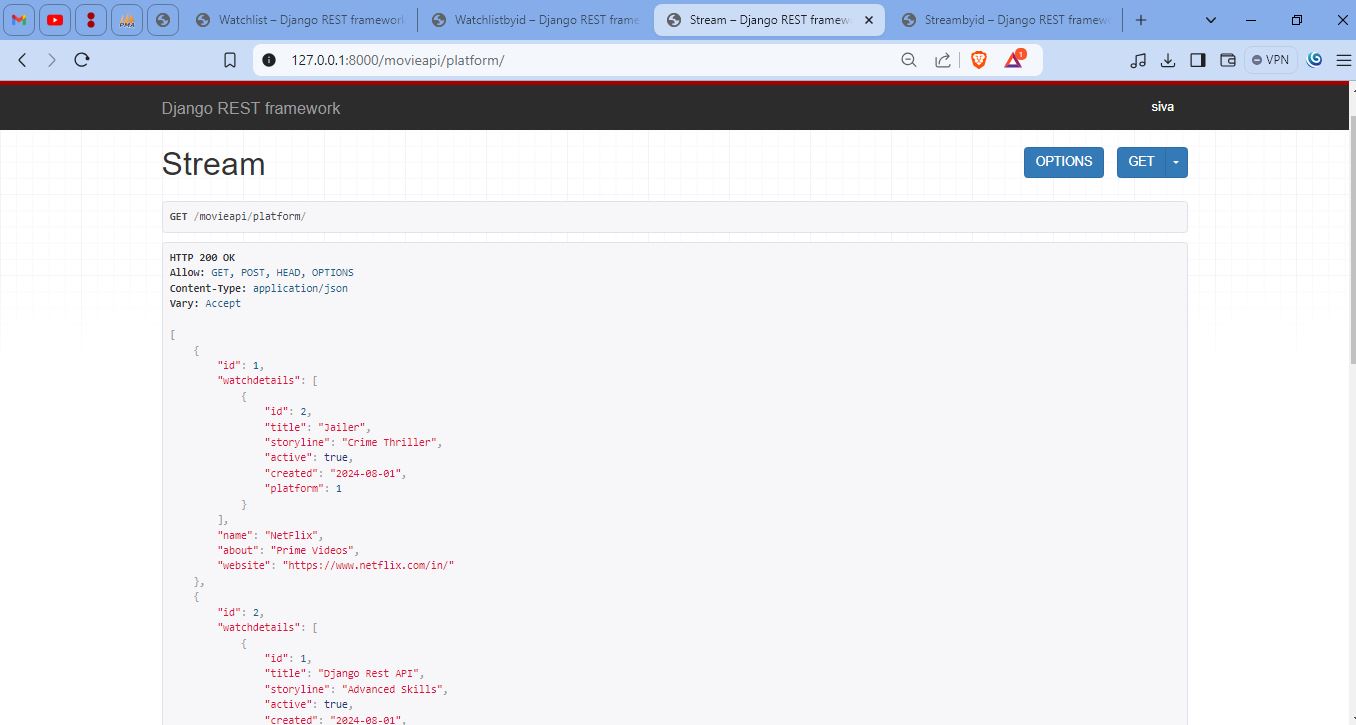 Watchlist – Django REST framework
Watchlistbyid – Django REST frame
Stream – Django REST framew
Streambyid – Django REST framew
127.0.0.1:8000/movieapi/platform/
1
VPN
Django REST framework
siva
Stream
OPTIONS
GET
GET /movieapi/platform/
HTTP 200 OK
Allow: GET, POST, HEAD, OPTIONS
Content-Type: application/json
Vary: Accept
[
    {
        "id": 1,
        "watchdetails": [
            {
                "id": 2,
                "title": "Jailer",
                "storyline": "Crime Thriller",
                "active": true,
                "created": "2024-08-01",
                "platform": 1
            }
        ],
        "name": "NetFlix",
        "about": "Prime Videos",
        "website": "https://www.netflix.com/in/"
    },
    {
        "id": 2,
        "watchdetails": [
            {
                "id": 1,
                "title": "Django Rest API",
                "storyline": "Advanced Skills",
                "active": true,
                "created": "2024-08-01",